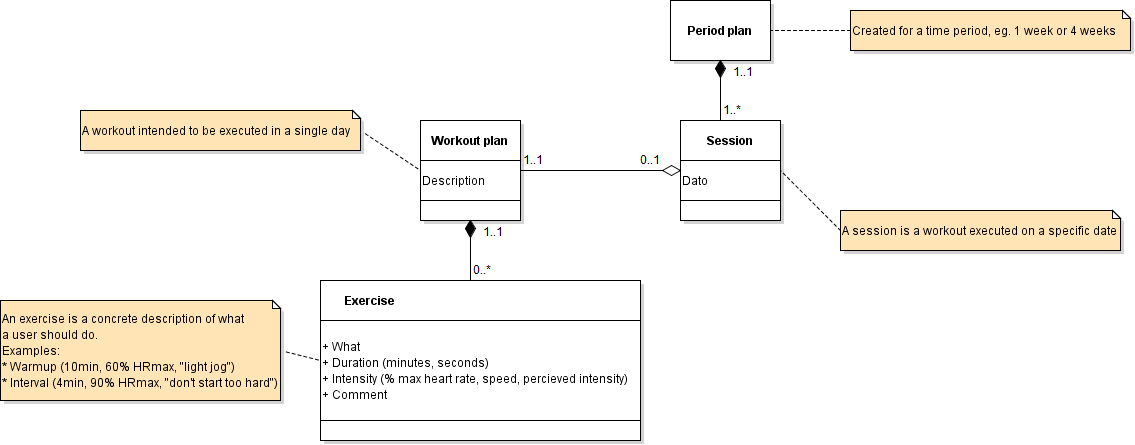 Period plan
Created for a time period, eg. 1 week or 4 weeks
1..1
1..*
A workout intended to be executed in a single day
Workout plan
Description
1..1
0..1
Session
Dato
A session is a workout executed on a specific date
1..1
0..*
An exercise is a concrete description of what
a user should do.
Examples:
* Warmup (10min, 60% HRmax, "light jog")
* Interval (4min, 90% HRmax, "don't start too hard")
Exercise
+ What
+ Duration (minutes, seconds)
+ Intensity (% max heart rate, speed, percieved intensity)
+ Comment